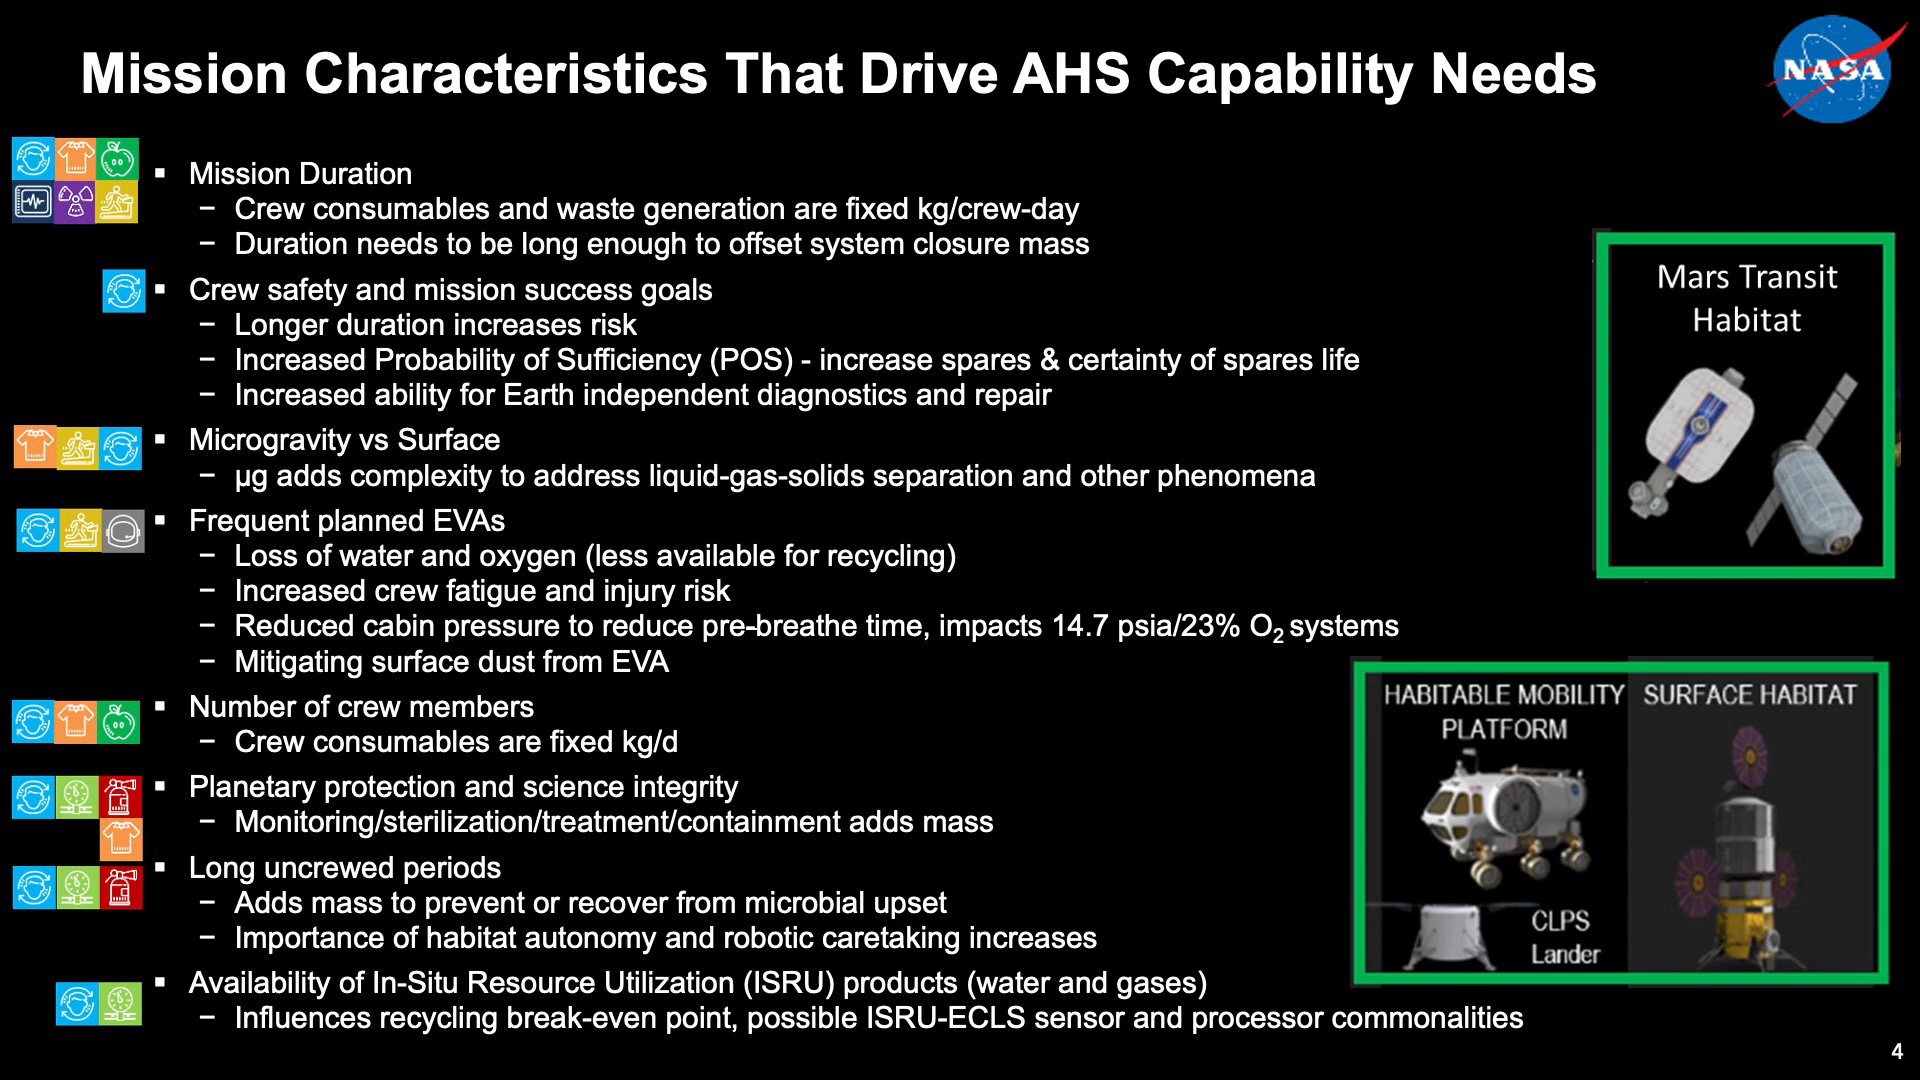 Mission Characteristics That Drive AHS Capability Needs
NASA
▪ Mission Duration
− Crew consumables and waste generation are fixed kg/crew-day
− Duration needs to be long enough to offset system closure mass
▪ Crew safety and mission success goals
− Longer duration increases risk
− Increased Probability of Sufficiency (POS) - increase spares & certainty of spares life
− Increased ability for Earth independent diagnostics and repair
▪ Microgravity vs Surface
− µg adds complexity to address liquid-gas-solids separation and other phenomena
▪ Frequent planned EVAs
− Loss of water and oxygen (less available for recycling)
− Increased crew fatigue and injury risk
− Reduced cabin pressure to reduce pre-breathe time, impacts 14.7 psia/23% O₂ systems
− Mitigating surface dust from EVA
▪ Number of crew members
− Crew consumables are fixed kg/d
▪ Planetary protection and science integrity
− Monitoring/sterilization/treatment/containment adds mass
▪ Long uncrewed periods
− Adds mass to prevent or recover from microbial upset
− Importance of habitat autonomy and robotic caretaking increases
▪ Availability of In-Situ Resource Utilization (ISRU) products (water and gases)
− Influences recycling break-even point, possible ISRU-ECLS sensor and processor commonalities
Mars Transit
Habitat
HABITABLE MOBILITY
PLATFORM
SURFACE HABITAT
CLPS
Lander
4